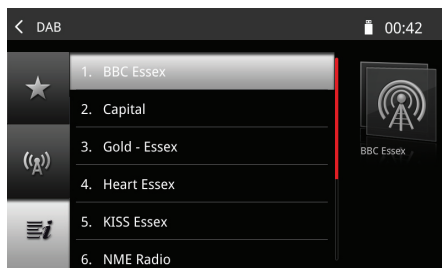 DAB
00:42
1. BBC Essex
2. Capital
3. Gold - Essex
4. Heart Essex
5. KISS Essex
6. NME Radio
BBC Essex